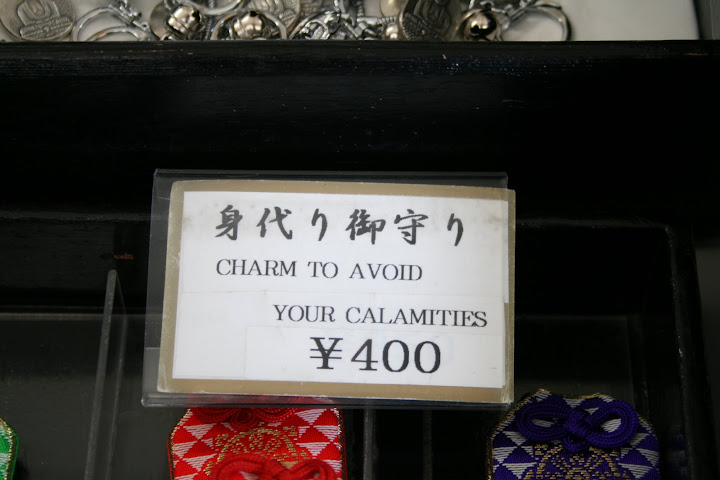 身代り御守り
CHARM TO AVOID
YOUR CALAMITIES
¥400